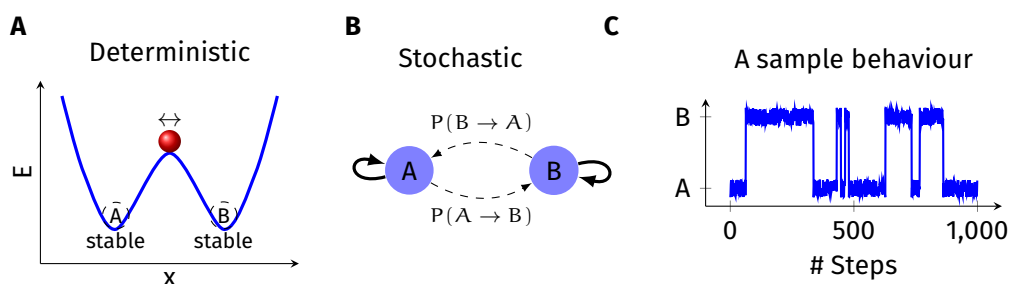 A
Deterministic
↔
E
A
B
stable
stable
x
B
Stochastic
P(B → A)
A
B
P(A → B)
C
A sample behaviour
B
A
0
500
1,000
# Steps